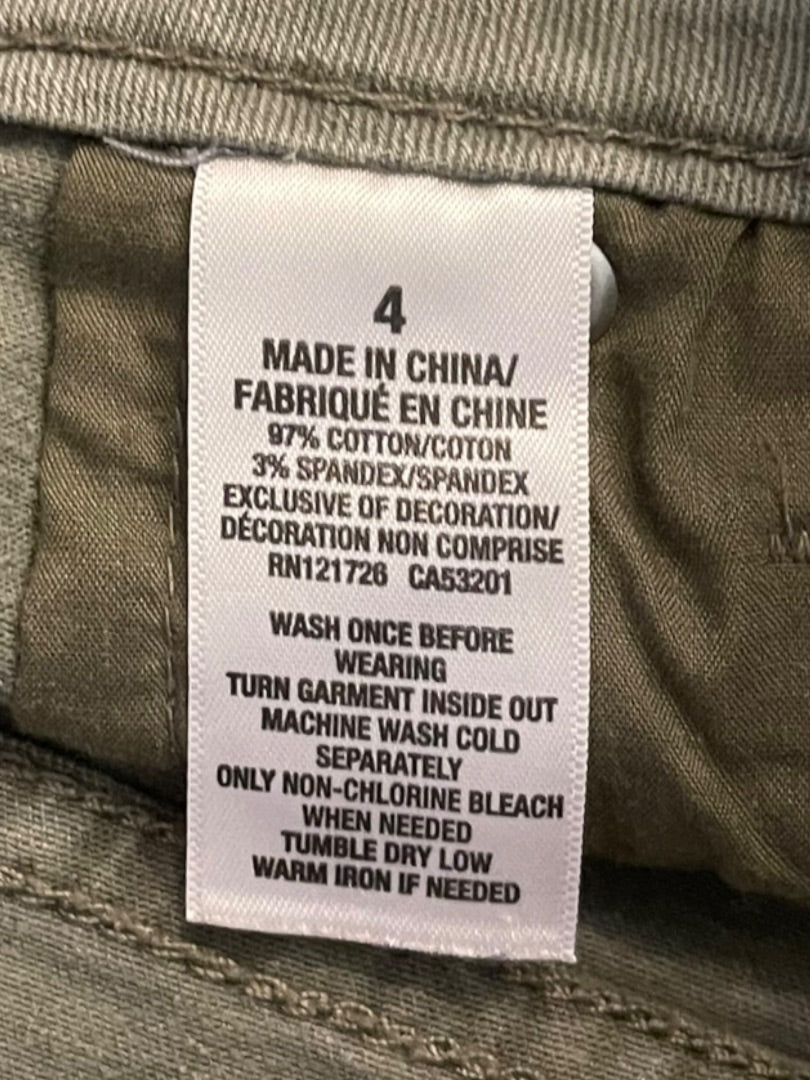 4
MADE IN CHINA/
FABRIQUÉ EN CHINE
97% COTTON/COTON
3% SPANDEX/SPANDEX
EXCLUSIVE OF DECORATION/
DÉCORATION NON COMPRISE
RN121726 CA53201
WASH ONCE BEFORE
WEARING
TURN GARMENT INSIDE OUT
MACHINE WASH COLD
SEPARATELY
ONLY NON-CHLORINE BLEACH
WHEN NEEDED
TUMBLE DRY LOW
WARM IRON IF NEEDED